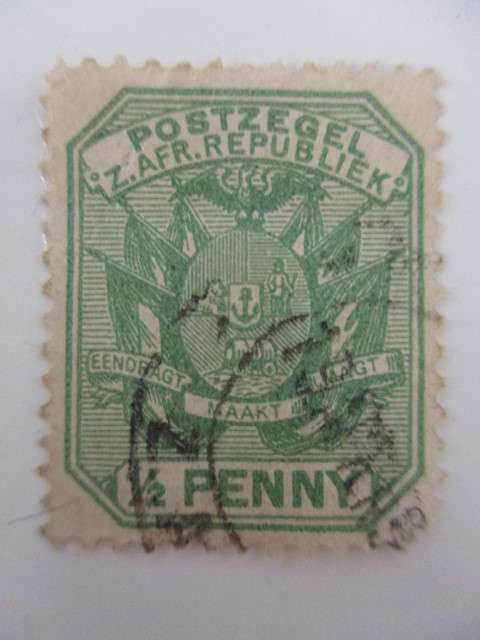 POSTZEGEL
Z.AFR.REPUBLIEK
EENDRAGT MAAKT MAGT
½ PENNY